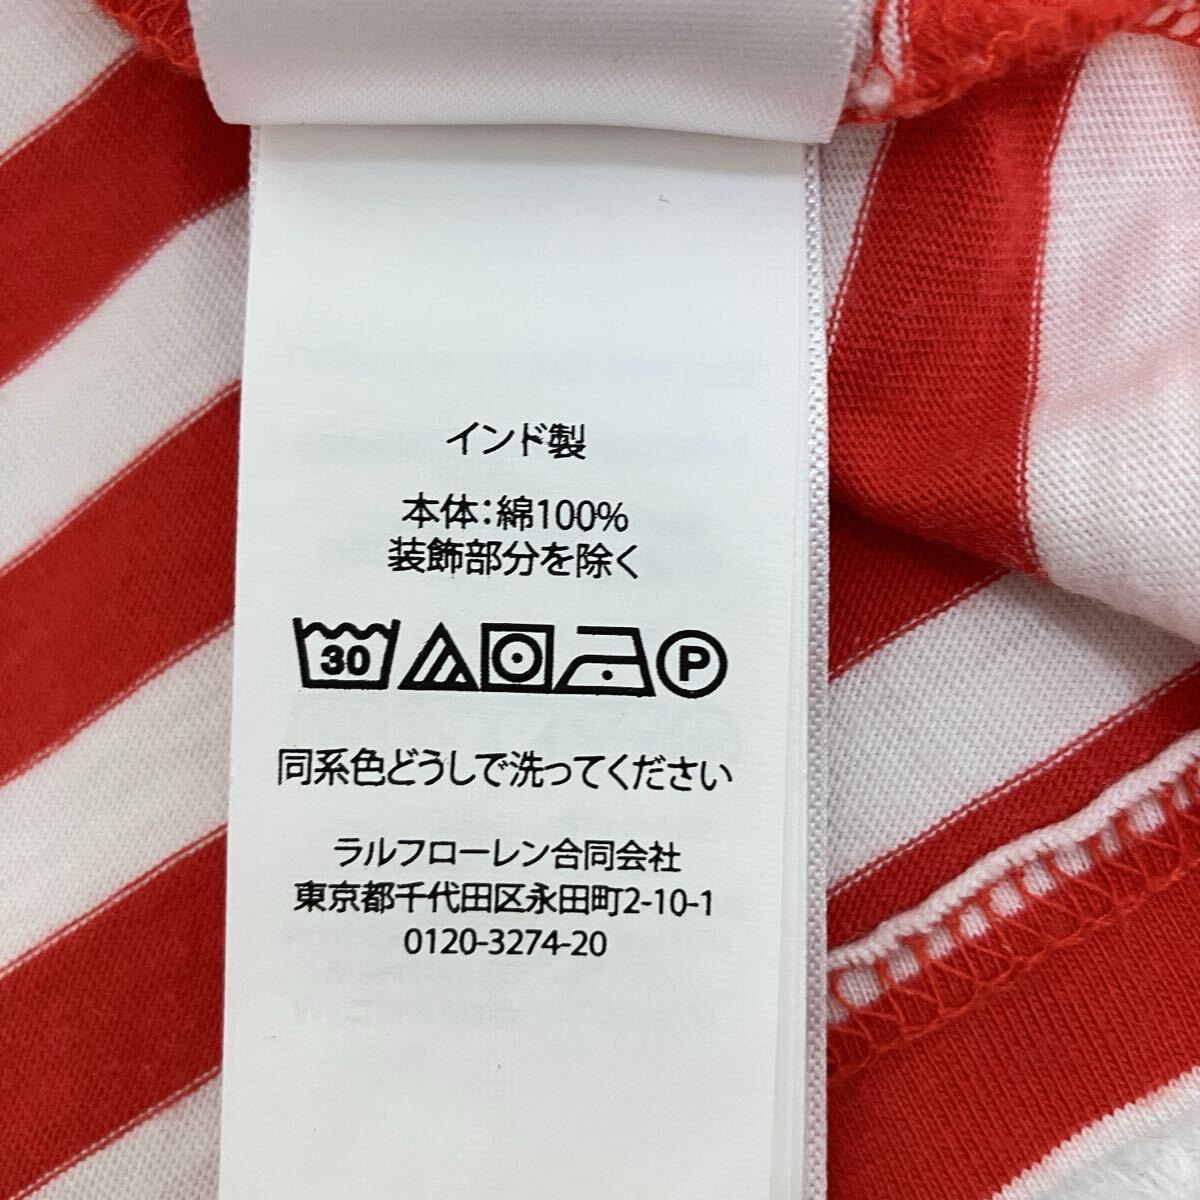 インド製
本体:綿100%
装飾部分を除く
30 P
同系色どうしで洗ってください
ラルフローレン合同会社
東京都千代田区永田町2-10-1
0120-3274-20